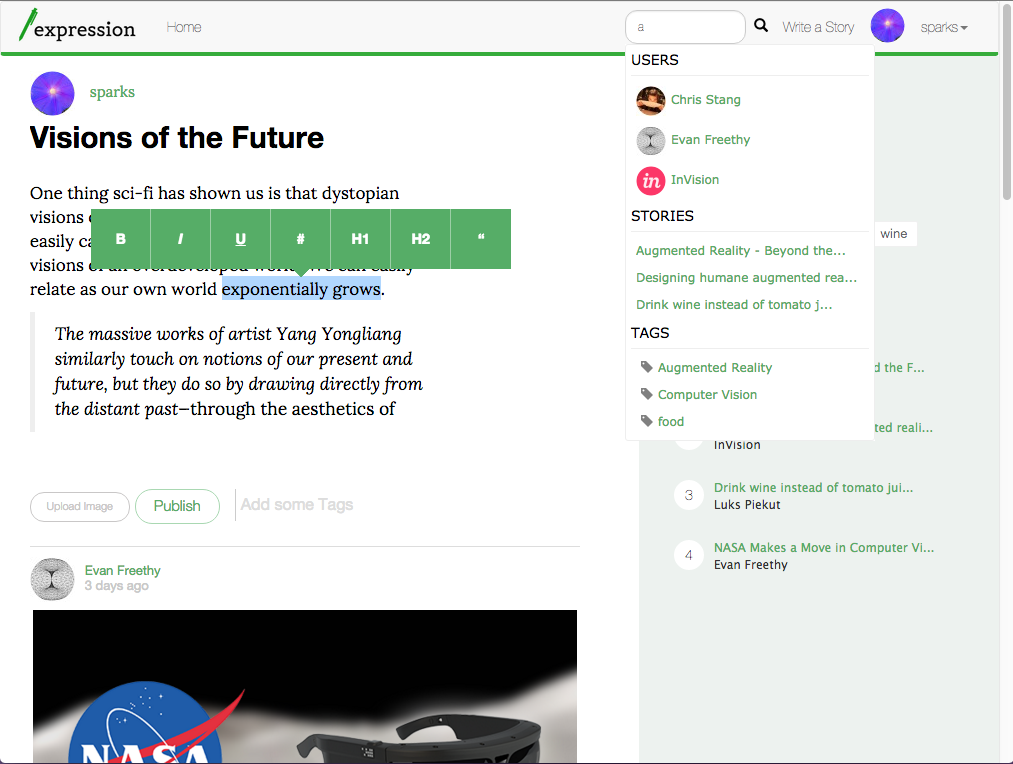 expression
Home
a
Write a Story
sparks
USERS
Chris Stang
Evan Freethy
in
InVision
STORIES
Augmented Reality - Beyond the...
Designing humane augmented rea...
Drink wine instead of tomato j...
TAGS
Augmented Reality
Computer Vision
food
sparks
Visions of the Future
One thing sci-fi has shown us is that dystopian
visions
easily
B I U # H1 H2 “
visions of an overdeveloped world. We can easily
relate as our own world exponentially grows.
The massive works of artist Yang Yongliang
similarly touch on notions of our present and
future, but they do so by drawing directly from
the distant past—through the aesthetics of
Upload Image
Publish
Add some Tags
Evan Freethy
3 days ago
NASA
wine
d the F...
ted reali...
InVision
3
Drink wine instead of tomato jui...
Luks Piekut
4
NASA Makes a Move in Computer Vi...
Evan Freethy